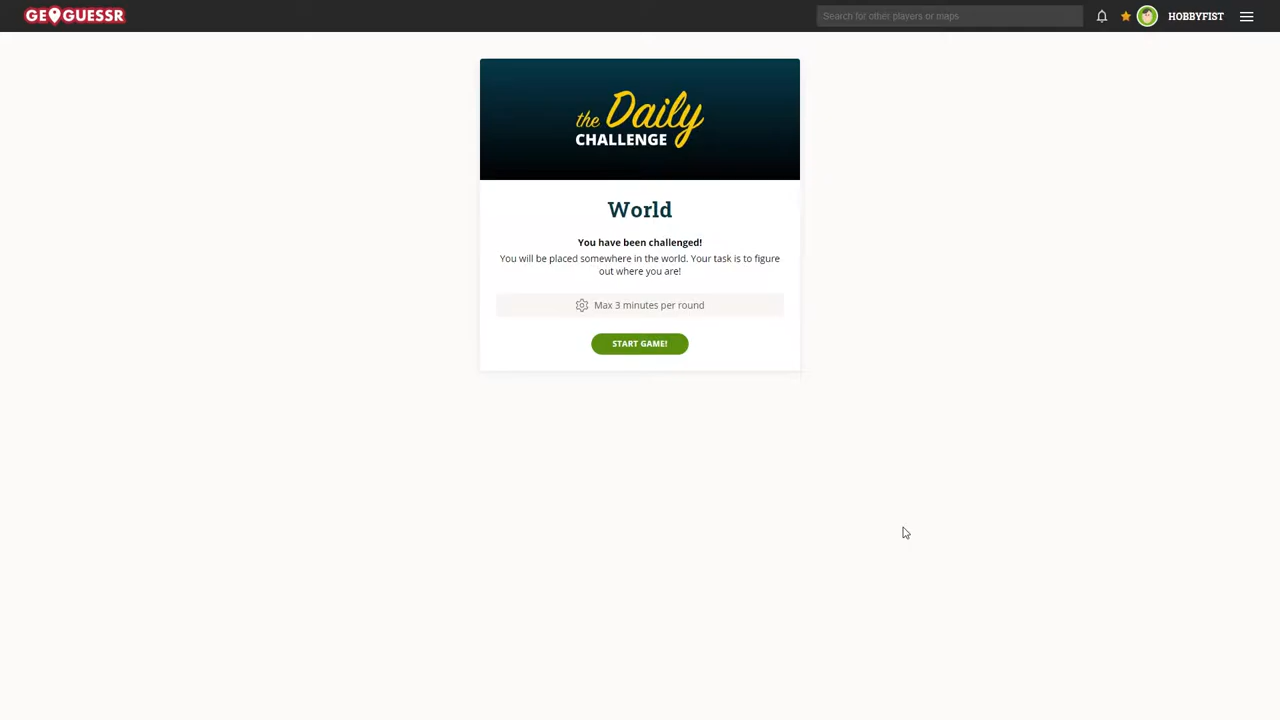 GEOGUESSR
Search for other players or maps
HOBBYFIST
the Daily
CHALLENGE
World
You have been challenged!
You will be placed somewhere in the world. Your task is to figure
out where you are!
Max 3 minutes per round
START GAME!